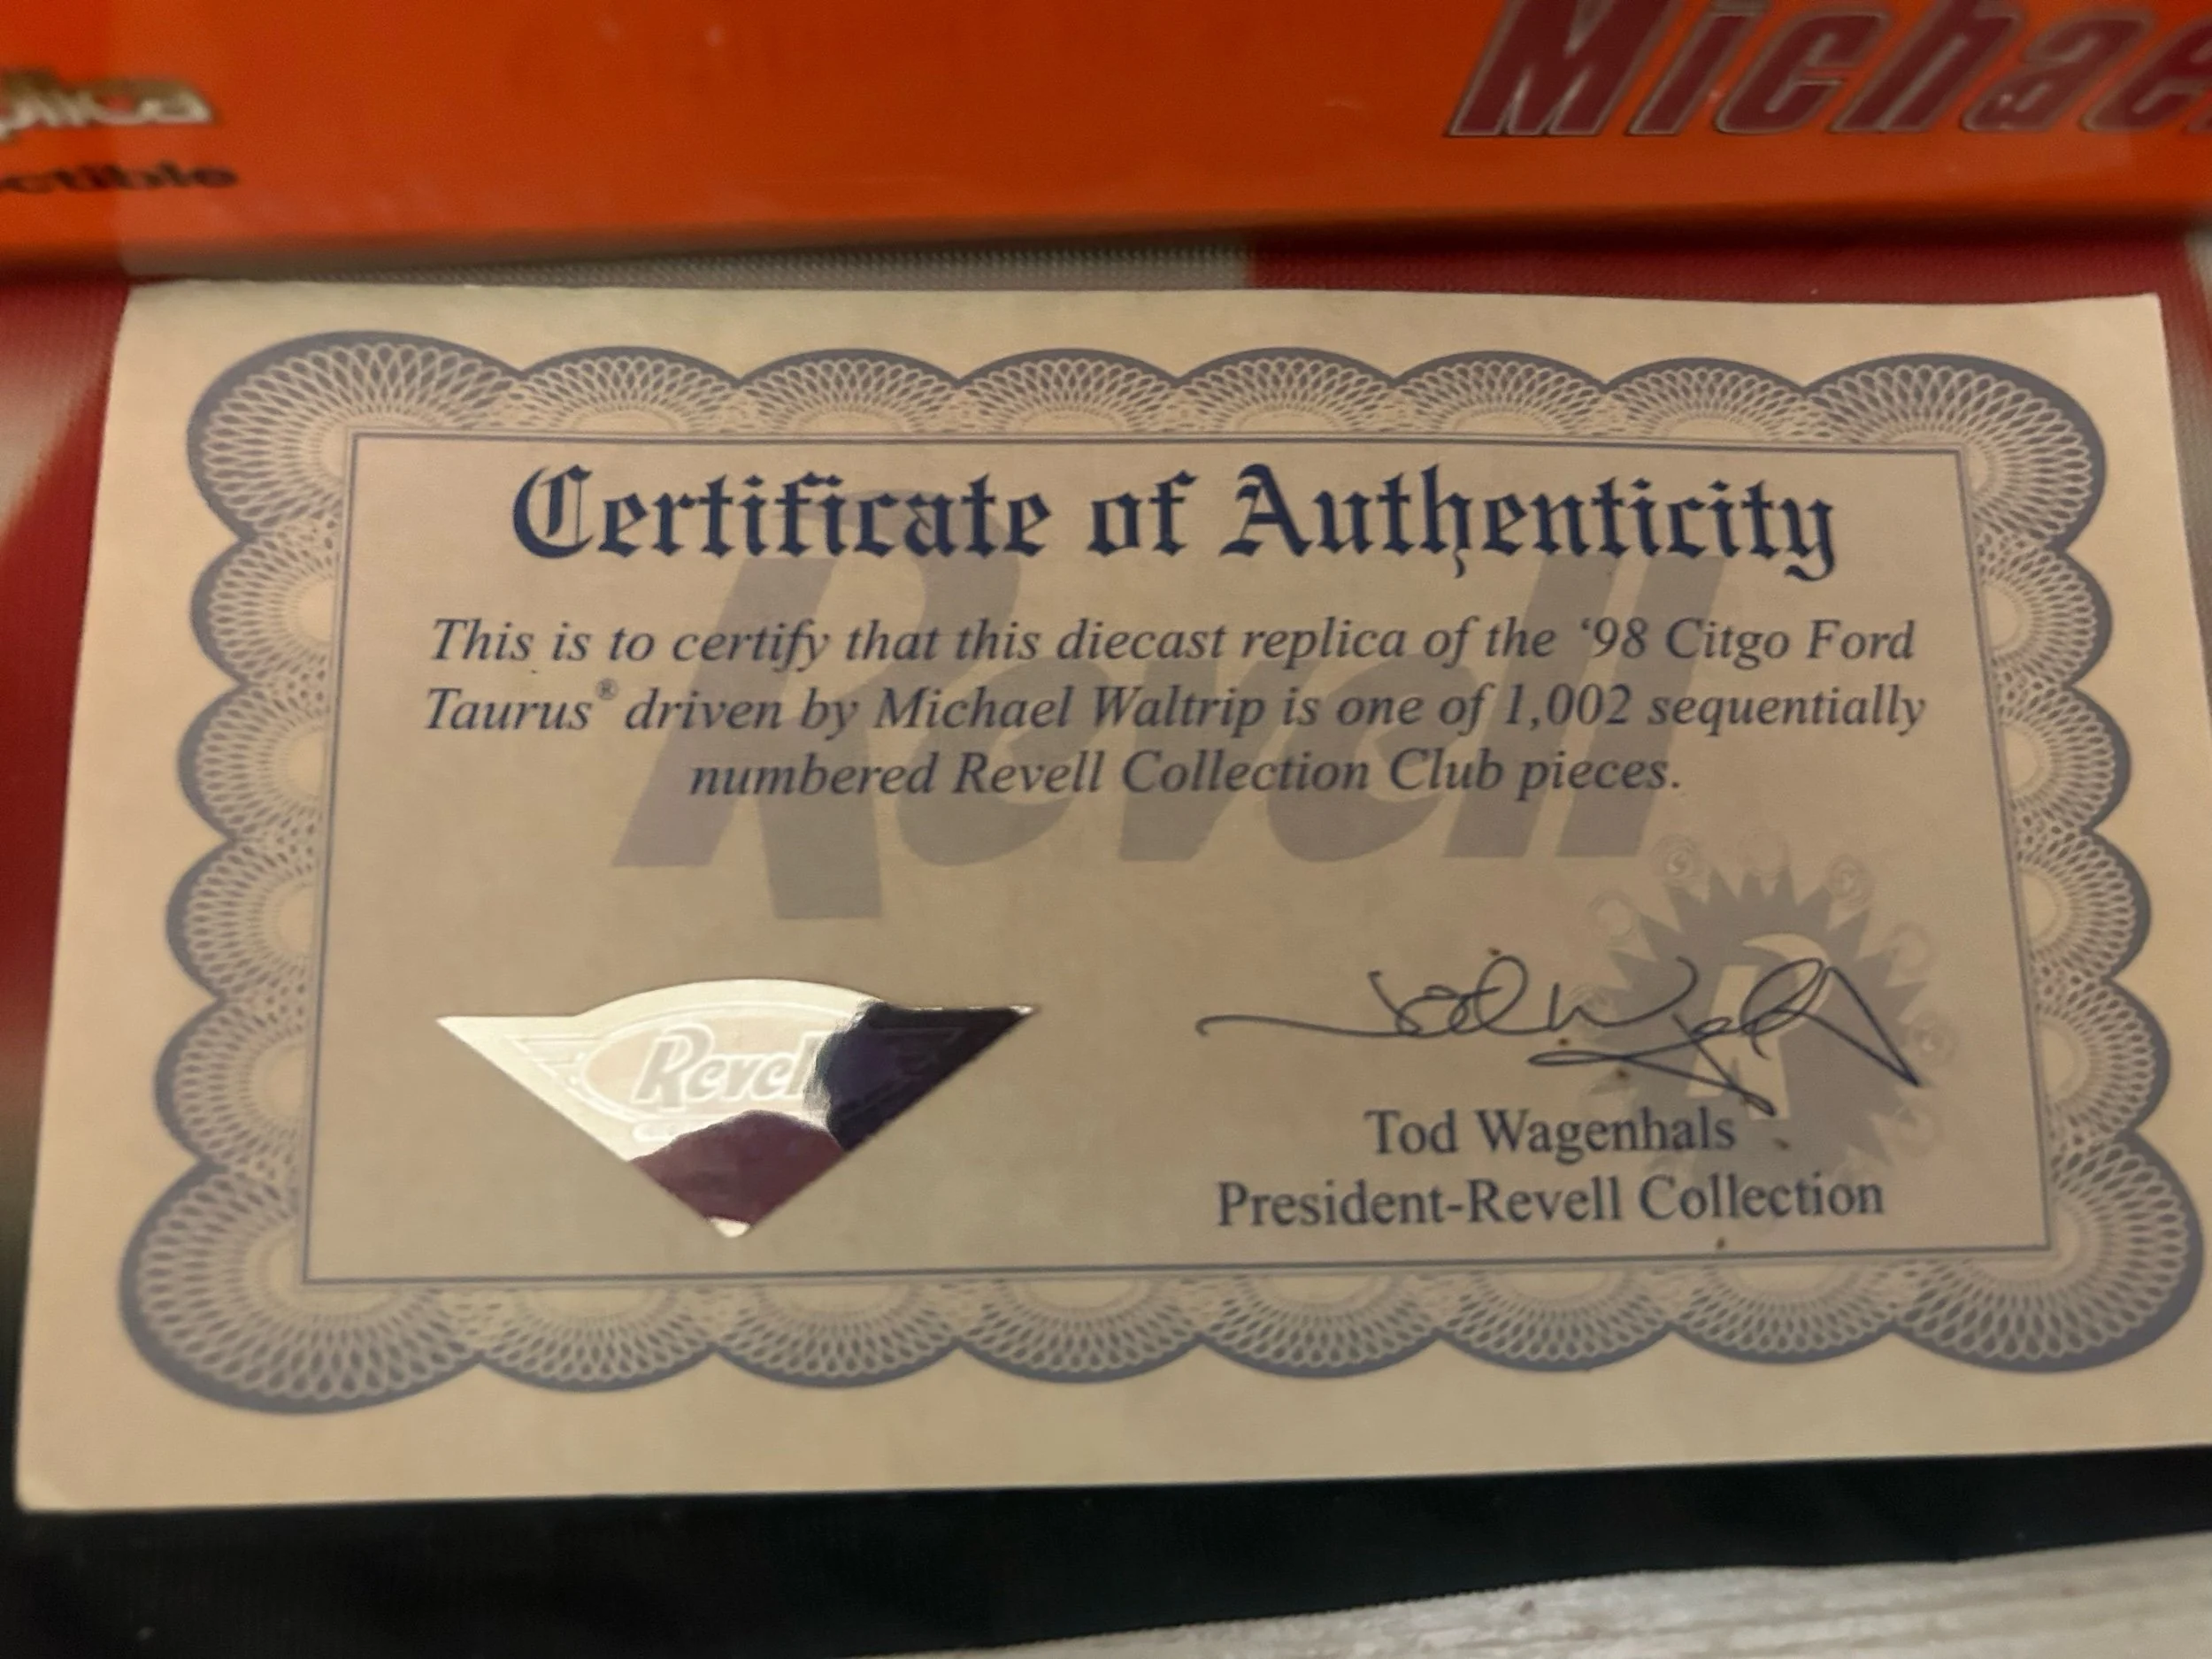 Michae
plica
ctible
Certificate of Authenticity
This is to certify that this diecast replica of the ‘98 Citgo Ford
Taurus® driven by Michael Waltrip is one of 1,002 sequentially
numbered Revell Collection Club pieces.
Revell
Revell
Tod Wagenhals
President-Revell Collection